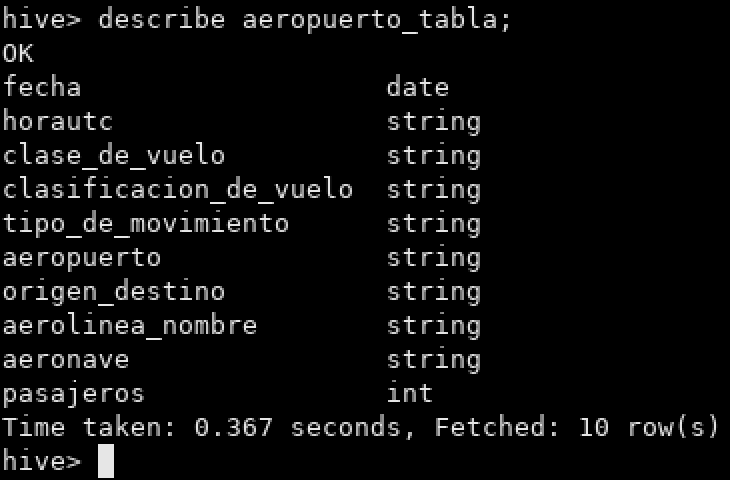 hive> describe aeropuerto_tabla;
OK
fecha date
horautc string
clase_de_vuelo string
clasificacion_de_vuelo string
tipo_de_movimiento string
aeropuerto string
origen_destino string
aerolinea_nombre string
aeronave string
pasajeros int
Time taken: 0.367 seconds, Fetched: 10 row(s)
hive>